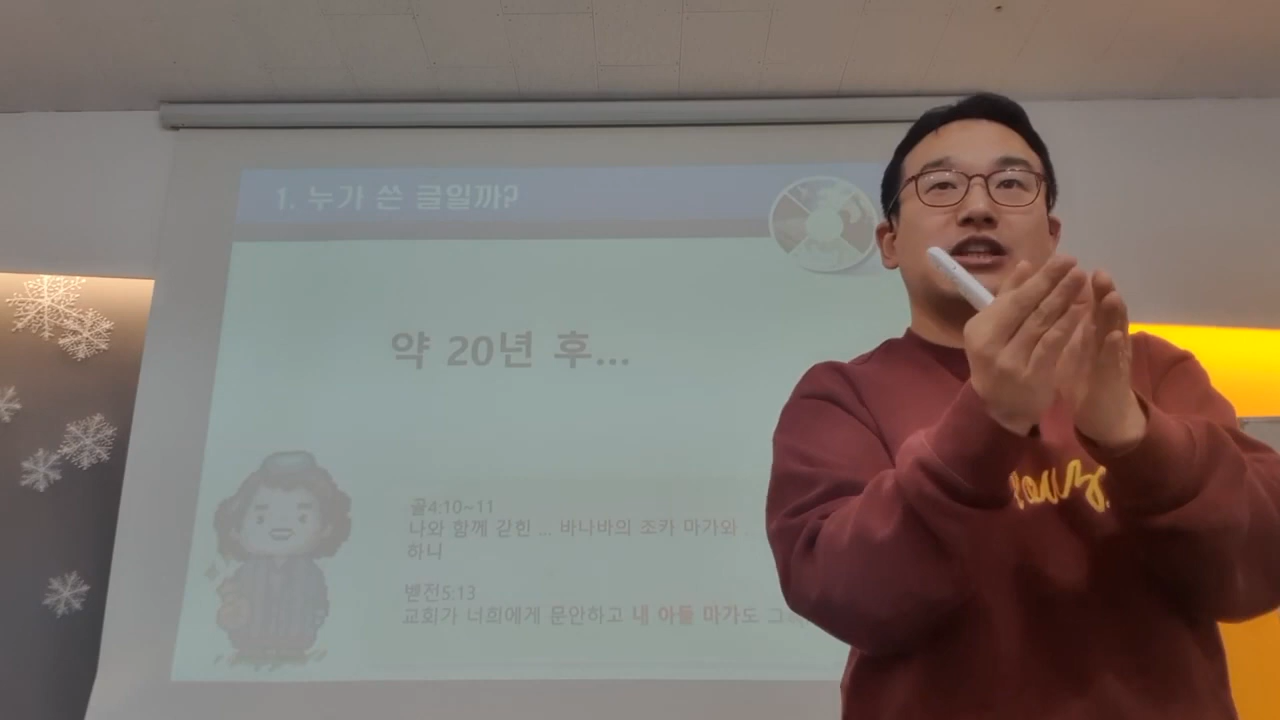 1. 누가 쓴 글일까?
약 20년 후...
골4:10~11
나와 함께 갇힌 ... 바나바의 조카 마가와
하니
벧전5:13
교회가 너희에게 문안하고 내 아들 마가도